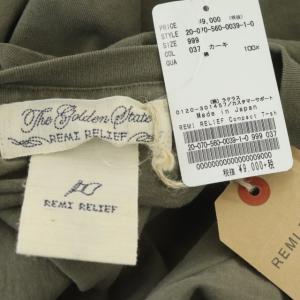 PRICE ¥9,000 (税抜)
STYLE 20-070-560-0039-1-0
SIZE 999
COL 037 カーキ
QUA 綿 100%
(株)ラデラス
0120-301457/カスタマーサポート
Made in Japan
REMI RELIEF Compact T-sh
20-070-560-0039-1-0 999 037
税抜 ¥9,000+税
The Golden State
REMI RELIEF
REMI RELIEF
REMI